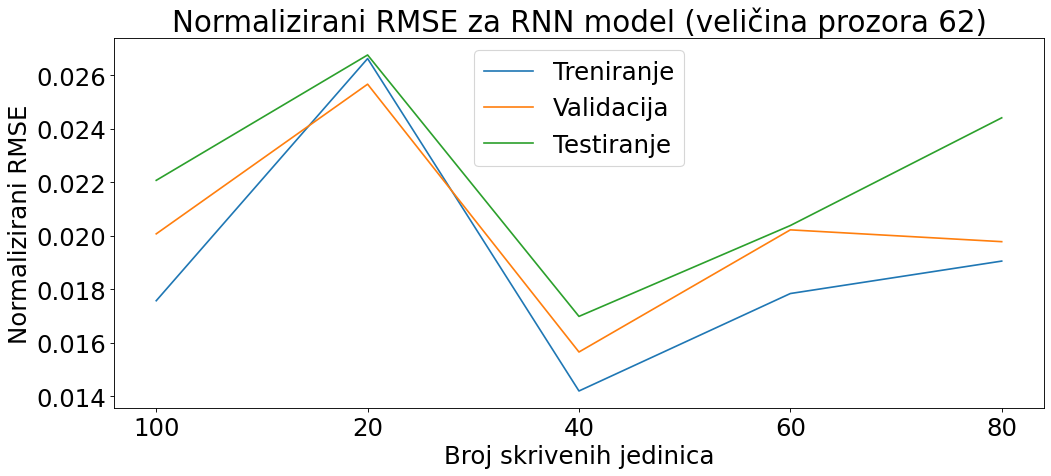 Normalizirani RMSE za RNN model (veličina prozora 62)
Treniranje
Validacija
Testiranje
Normalizirani RMSE
0.026
0.024
0.022
0.020
0.018
0.016
0.014
100 20 40 60 80
Broj skrivenih jedinica